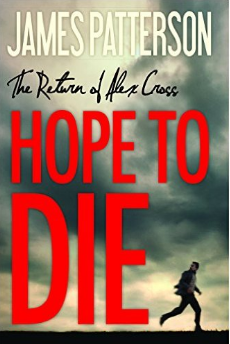 JAMES PATTERSON
The Return of Alex Cross
HOPE TO
DIE